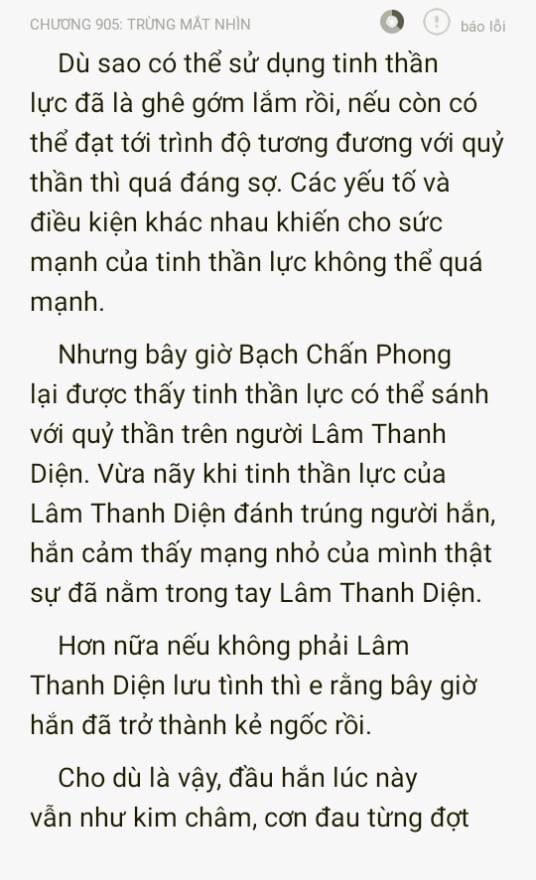 CHƯƠNG 905: TRỪNG MẮT NHÌN
báo lỗi
Dù sao có thể sử dụng tinh thần
lực đã là ghê gớm lắm rồi, nếu còn có
thể đạt tới trình độ tương đương với quỷ
thần thì quá đáng sợ. Các yếu tố và
điều kiện khác nhau khiến cho sức
mạnh của tinh thần lực không thể quá
mạnh.
Nhưng bây giờ Bạch Chấn Phong
lại được thấy tinh thần lực có thể sánh
với quỷ thần trên người Lâm Thanh
Diện. Vừa nãy khi tinh thần lực của
Lâm Thanh Diện đánh trúng người hắn,
hắn cảm thấy mạng nhỏ của mình thật
sự đã nằm trong tay Lâm Thanh Diện.
Hơn nữa nếu không phải Lâm
Thanh Diện lưu tình thì e rằng bây giờ
hắn đã trở thành kẻ ngốc rồi.
Cho dù là vậy, đầu hắn lúc này
vẫn như kim châm, cơn đau từng đợt